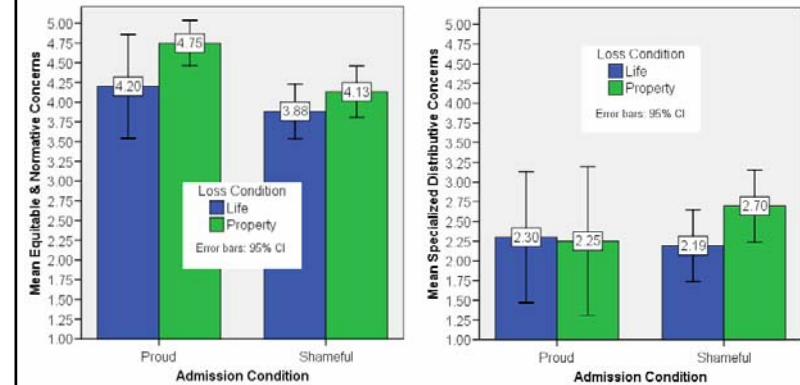 Mean Equitable & Normative Concerns
5.00
4.75
4.50
4.25
4.00
3.75
3.50
3.25
3.00
2.75
2.50
2.25
2.00
1.75
1.50
1.25
1.00
4.20
4.75
3.88
4.13
Loss Condition
Life
Property
Error bars: 95% CI
Proud
Shameful
Admission Condition
Mean Specialized Distributive Concerns
5.00
4.75
4.50
4.25
4.00
3.75
3.50
3.25
3.00
2.75
2.50
2.25
2.00
1.75
1.50
1.25
1.00
Loss Condition
Life
Property
Error bars: 95% CI
2.30
2.25
2.19
2.70
Proud
Shameful
Admission Condition